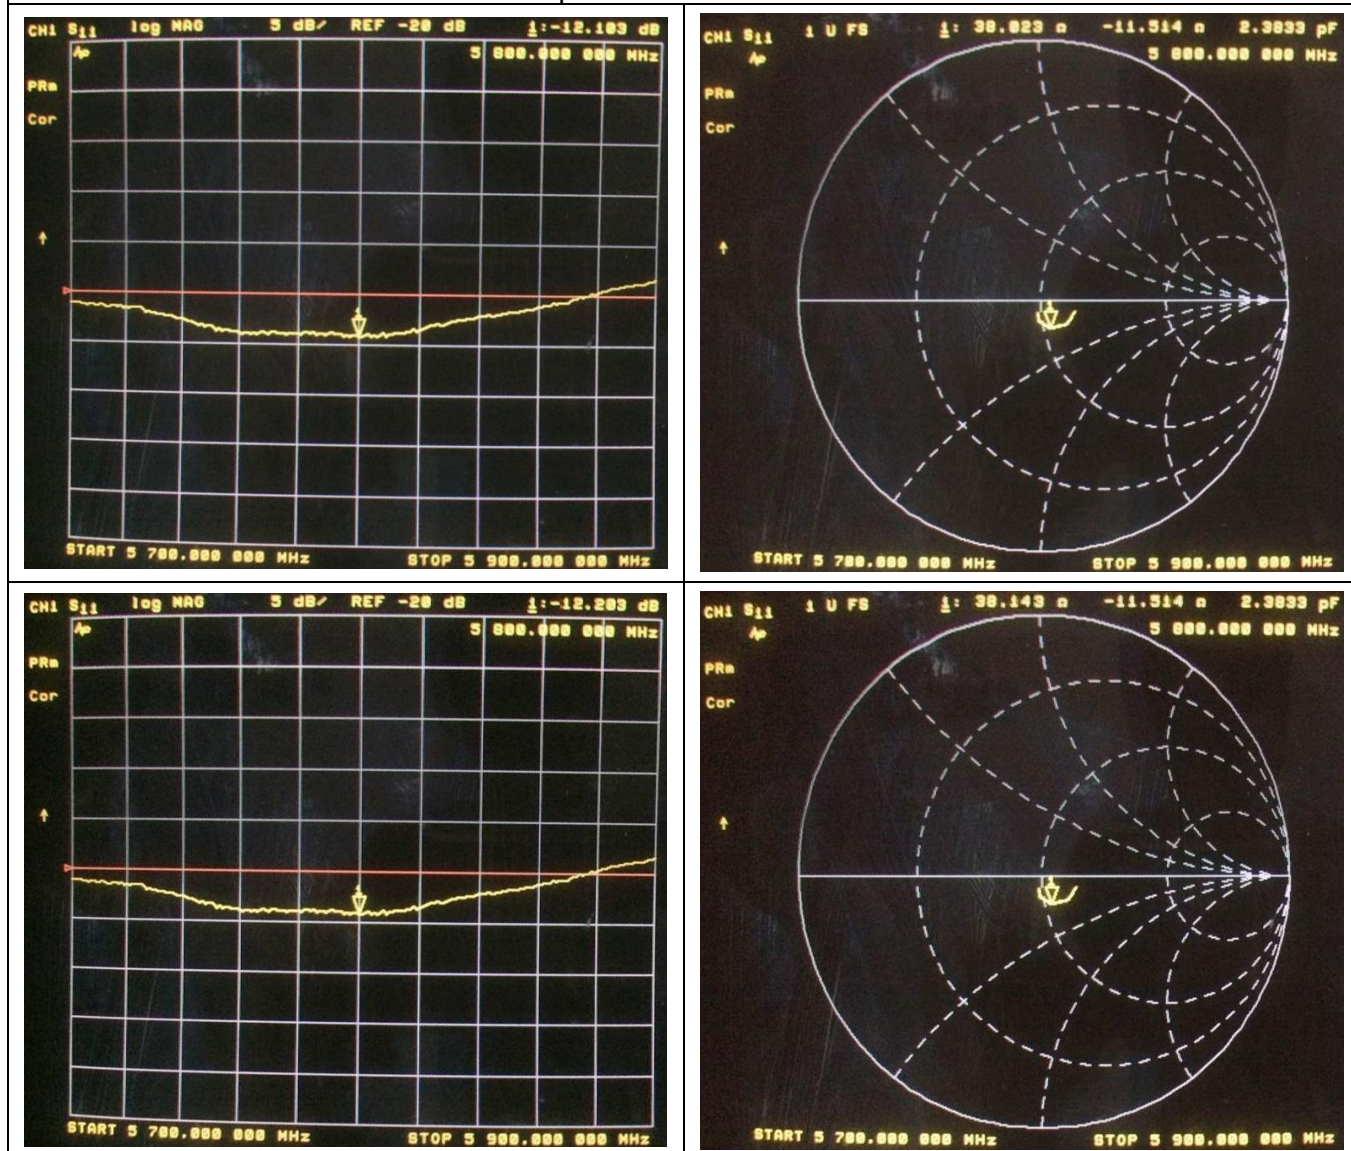 CH1 S11 log MAG 5 dB/ REF -20 dB 1:-12.103 dB
5 800.000 000 MHz
PRm
Cor
START 5 700.000 000 MHz STOP 5 900.000 000 MHz
CH1 S11 1 U FS 1: 38.023 Ω -11.514 Ω 2.3833 pF
5 800.000 000 MHz
PRm
Cor
START 5 700.000 000 MHz STOP 5 900.000 000 MHz
CH1 S11 log MAG 5 dB/ REF -20 dB 1:-12.203 dB
5 800.000 000 MHz
PRm
Cor
START 5 700.000 000 MHz STOP 5 900.000 000 MHz
CH1 S11 1 U FS 1: 38.143 Ω -11.514 Ω 2.3833 pF
5 800.000 000 MHz
PRm
Cor
START 5 700.000 000 MHz STOP 5 900.000 000 MHz